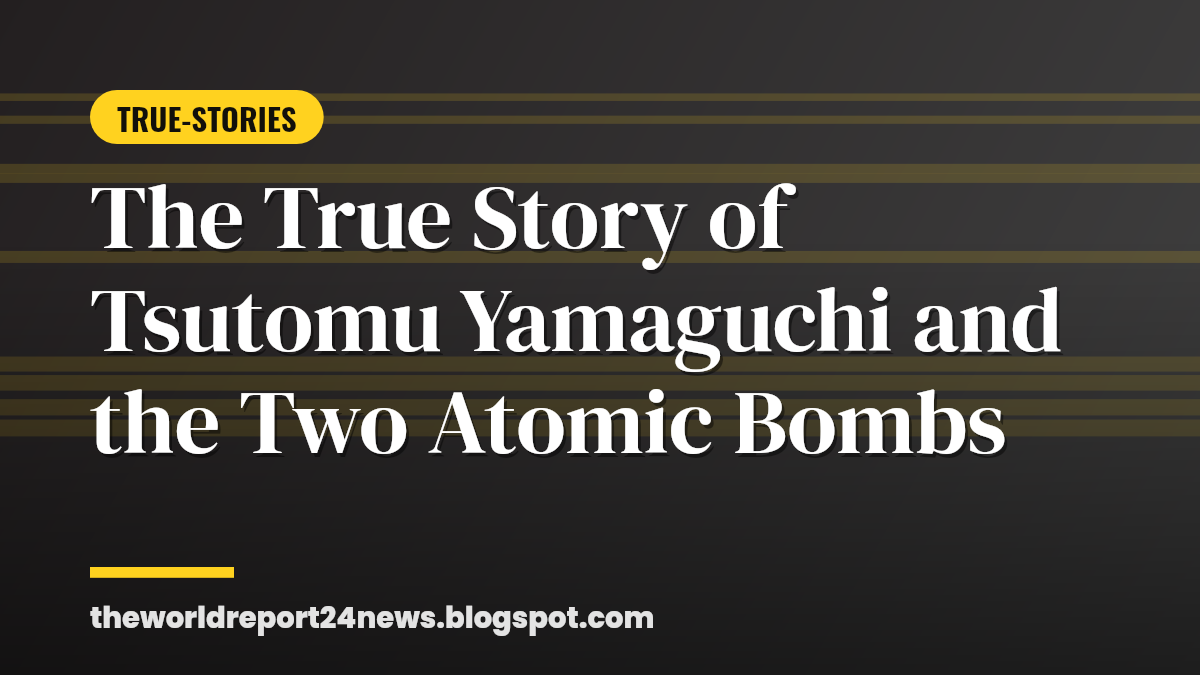 TRUE-STORIES
The True Story of
Tsutomu Yamaguchi and
the Two Atomic Bombs
theworldreport24news.blogspot.com